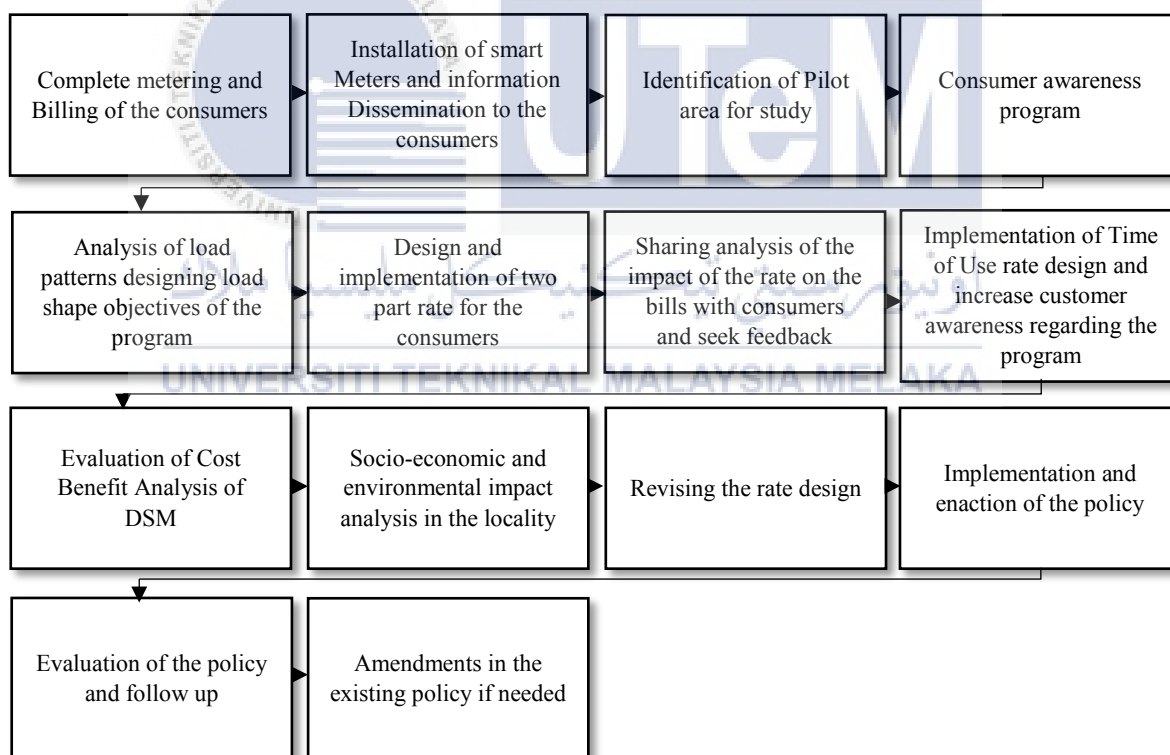 Complete metering and
Billing of the consumers
Installation of smart
Meters and information
Dissemination to the
consumers
Identification of Pilot
area for study
Consumer awareness
program
Analysis of load
patterns designing load
shape objectives of the
program
Design and
implementation of two
part rate for the
consumers
Sharing analysis of the
impact of the rate on the
bills with consumers
and seek feedback
Implementation of Time
of Use rate design and
increase customer
awareness regarding the
program
UNIVERSITI TEKNIKAL MALAYSIA MELAKA
Evaluation of Cost
Benefit Analysis of
DSM
Socio-economic and
environmental impact
analysis in the locality
Revising the rate design
Implementation and
enaction of the policy
Evaluation of the policy
and follow up
Amendments in the
existing policy if needed
UTeM